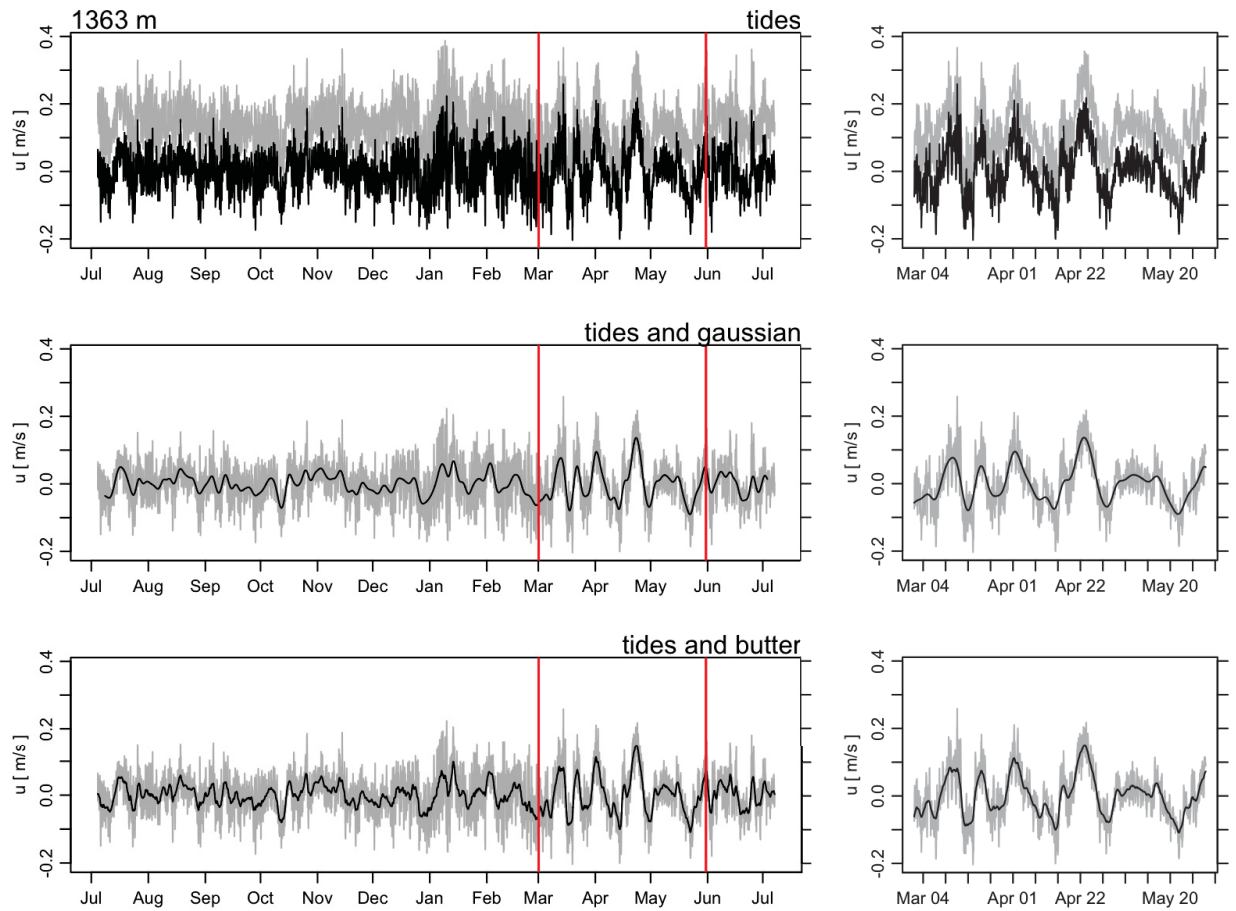 1363 m tides
0.4
0.2
0.0
-0.2
u [ m/s ]
Jul Aug Sep Oct Nov Dec Jan Feb Mar Apr May Jun Jul
0.4
0.2
0.0
-0.2
u [ m/s ]
Mar 04 Apr 01 Apr 22 May 20
tides and gaussian
0.4
0.2
0.0
-0.2
u [ m/s ]
Jul Aug Sep Oct Nov Dec Jan Feb Mar Apr May Jun Jul
0.4
0.2
0.0
-0.2
u [ m/s ]
Mar 04 Apr 01 Apr 22 May 20
tides and butter
0.4
0.2
0.0
-0.2
u [ m/s ]
Jul Aug Sep Oct Nov Dec Jan Feb Mar Apr May Jun Jul
0.4
0.2
0.0
-0.2
u [ m/s ]
Mar 04 Apr 01 Apr 22 May 20